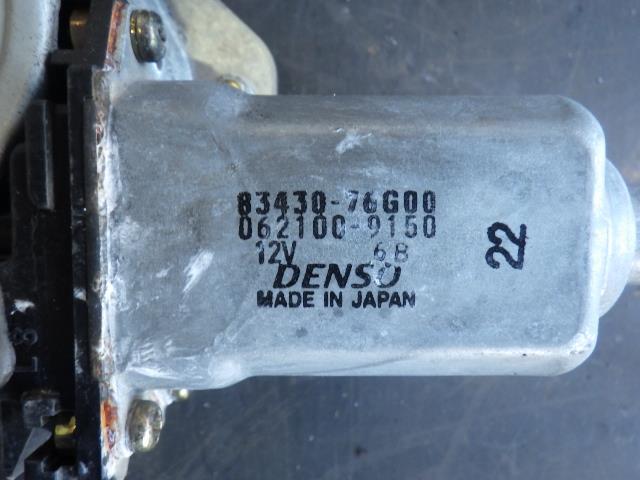 83430-76G00
062100-9150
12V 6B
DENSO
MADE IN JAPAN
22